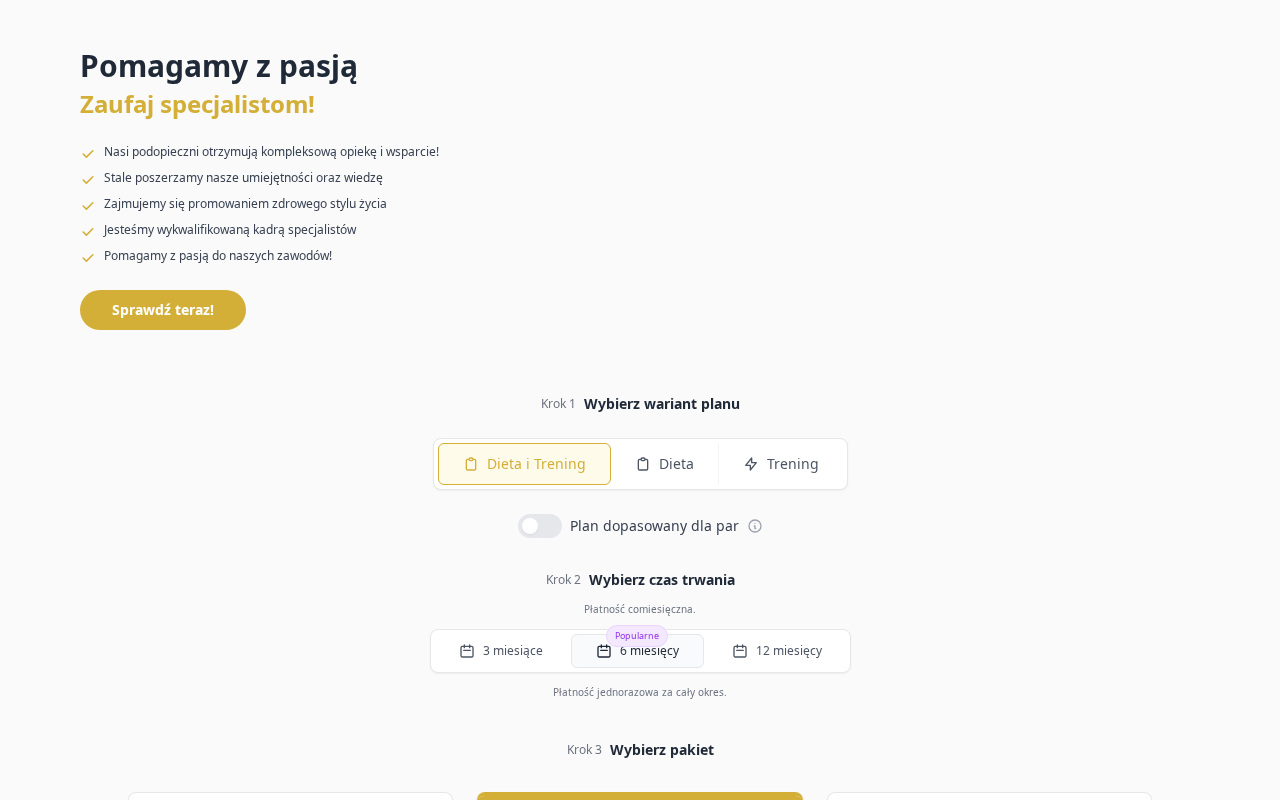 Pomagamy z pasją
Zaufaj specjalistom!
Nasi podopieczni otrzymują kompleksową opiekę i wsparcie!
Stale poszerzamy nasze umiejętności oraz wiedzę
Zajmujemy się promowaniem zdrowego stylu życia
Jesteśmy wykwalifikowaną kadrą specjalistów
Pomagamy z pasją do naszych zawodów!
Sprawdź teraz!
Krok 1 Wybierz wariant planu
Dieta i Trening Dieta Trening
Plan dopasowany dla par
Krok 2 Wybierz czas trwania
Płatność comiesięczna.
Popularne
3 miesiące 6 miesięcy 12 miesięcy
Płatność jednorazowa za cały okres.
Krok 3 Wybierz pakiet